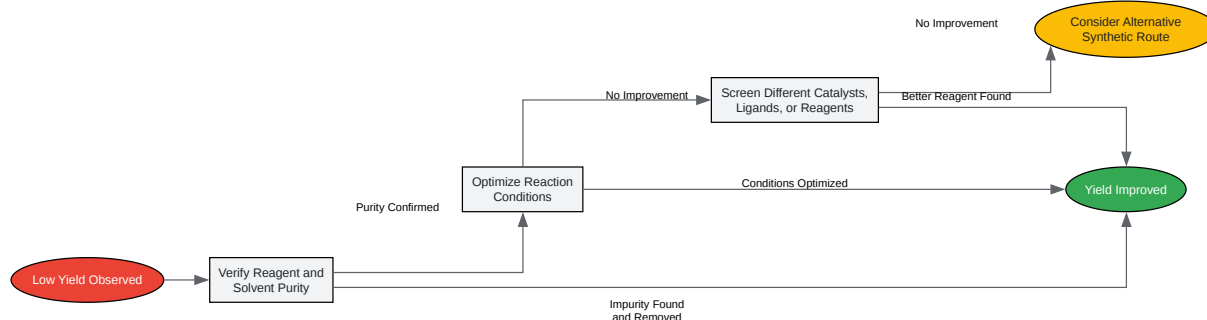 No Improvement
Consider Alternative
Synthetic Route
No Improvement
Screen Different Catalysts,
Ligands, or Reagents
Better Reagent Found
Purity Confirmed
Optimize Reaction
Conditions
Conditions Optimized
Yield Improved
Low Yield Observed
Verify Reagent and
Solvent Purity
Impurity Found
and Removed